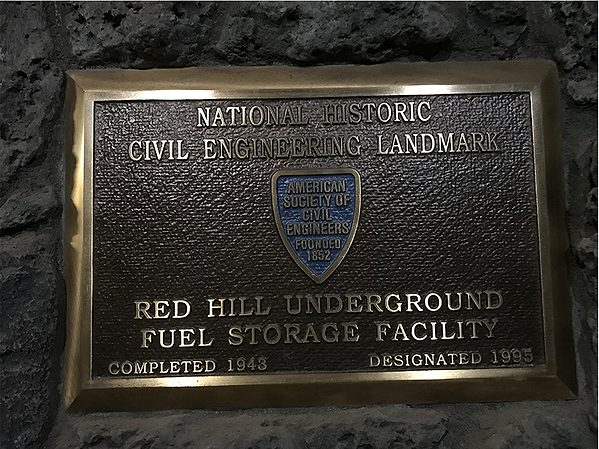 NATIONAL HISTORIC
CIVIL ENGINEERING LANDMARK
AMERICAN
SOCIETY OF
CIVIL
ENGINEERS
FOUNDED
1852
RED HILL UNDERGROUND
FUEL STORAGE FACILITY
COMPLETED 1943 DESIGNATED 1995